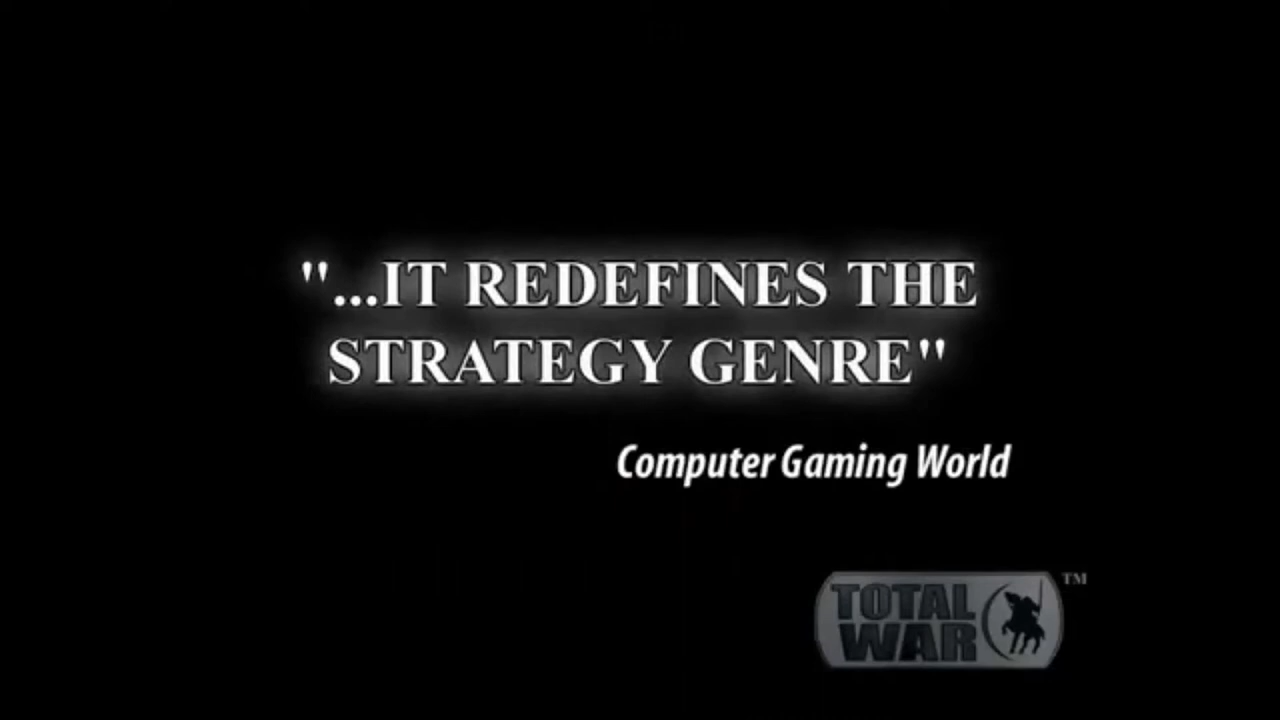 "...IT REDEFINES THE
STRATEGY GENRE"
Computer Gaming World
TOTAL
WAR
TM